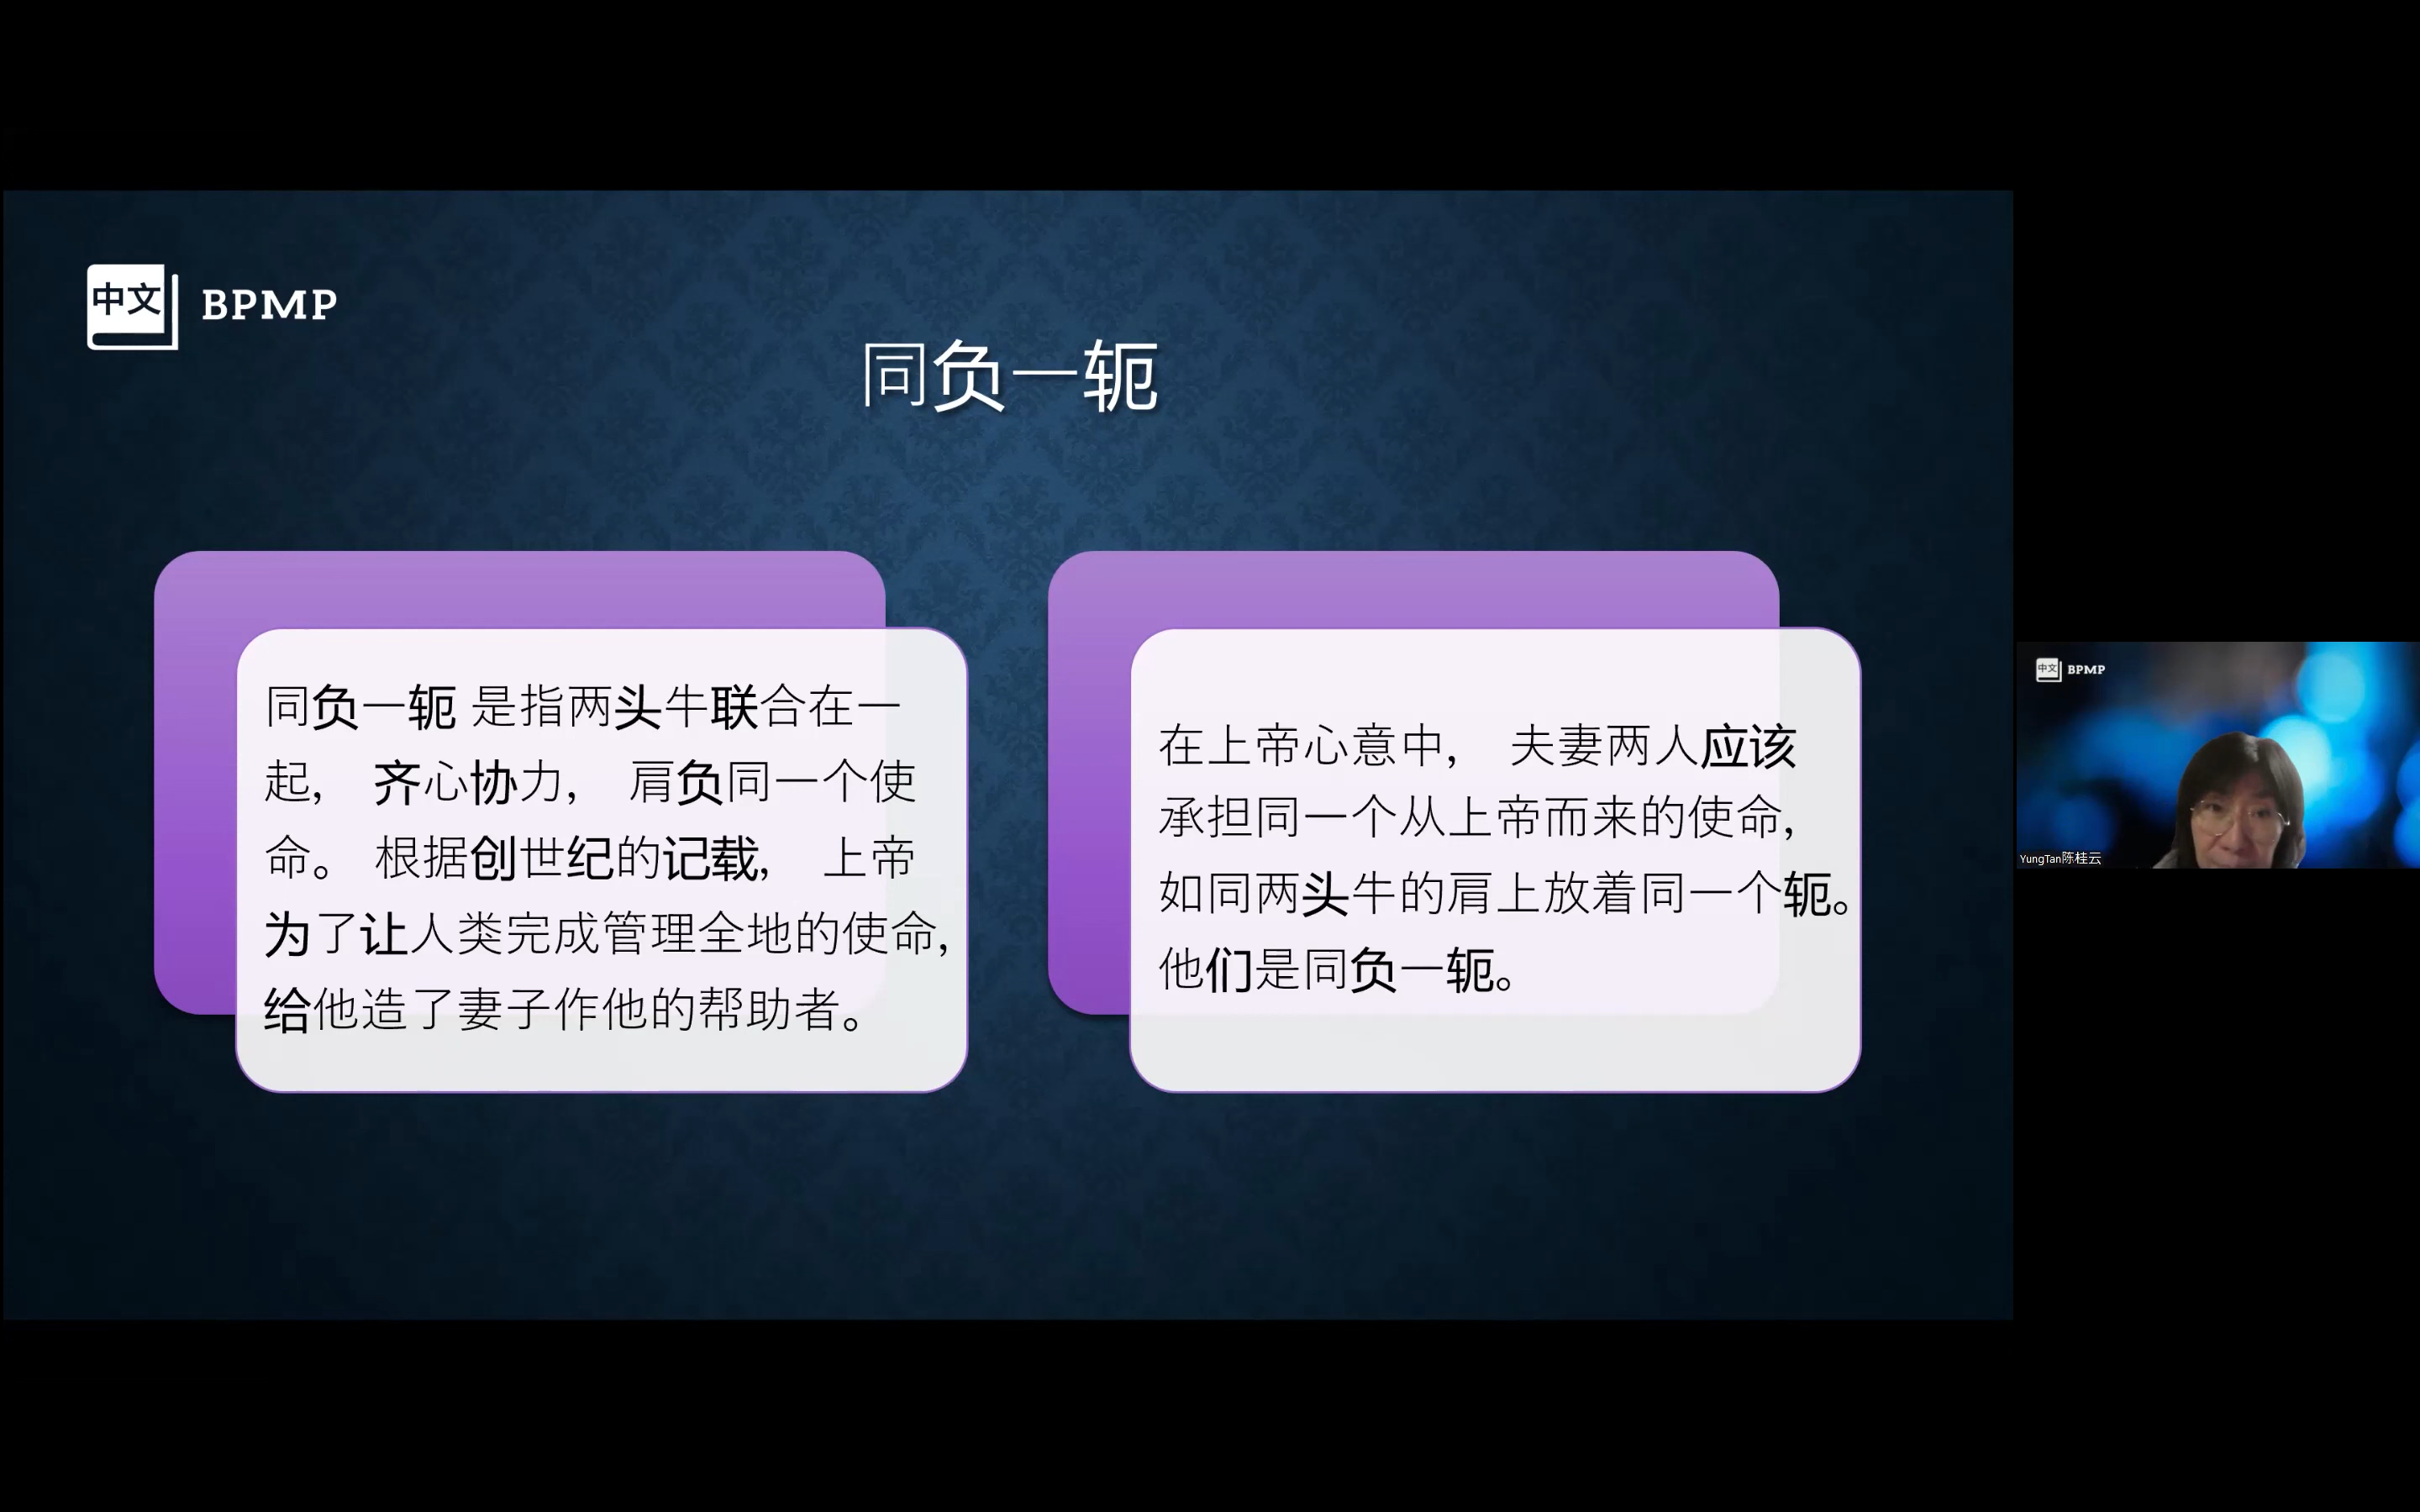 中文 BPMP
同负一轭
同负一轭 是指两头牛联合在一
起， 齐心协力， 肩负同一个使
命。 根据创世纪的记载， 上帝
为了让人类完成管理全地的使命，
给他造了妻子作他的帮助者。
在上帝心意中， 夫妻两人应该
承担同一个从上帝而来的使命，
如同两头牛的肩上放着同一个轭。
他们是同负一轭。
中文 BPMP
YungTan陈桂云